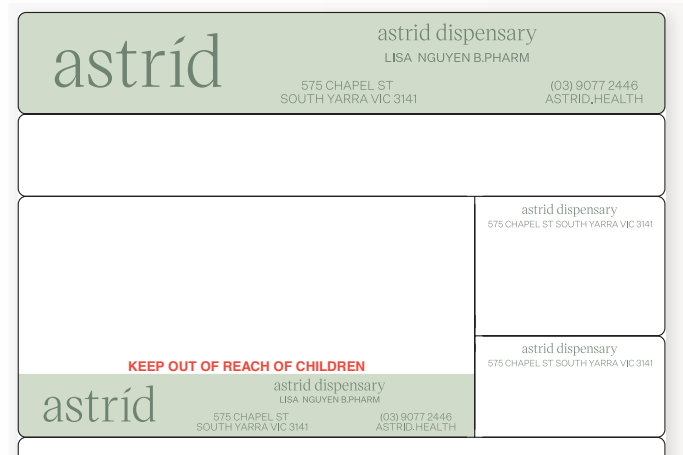 astríd
astrid dispensary
LISA NGUYEN B.PHARM
575 CHAPEL ST
SOUTH YARRA VIC 3141
(03) 9077 2446
ASTRID.HEALTH
astrid dispensary
575 CHAPEL ST SOUTH YARRA VIC 3141
astrid dispensary
575 CHAPEL ST SOUTH YARRA VIC 3141
KEEP OUT OF REACH OF CHILDREN
astríd
astrid dispensary
LISA NGUYEN B.PHARM
575 CHAPEL ST
SOUTH YARRA VIC 3141
(03) 9077 2446
ASTRID.HEALTH